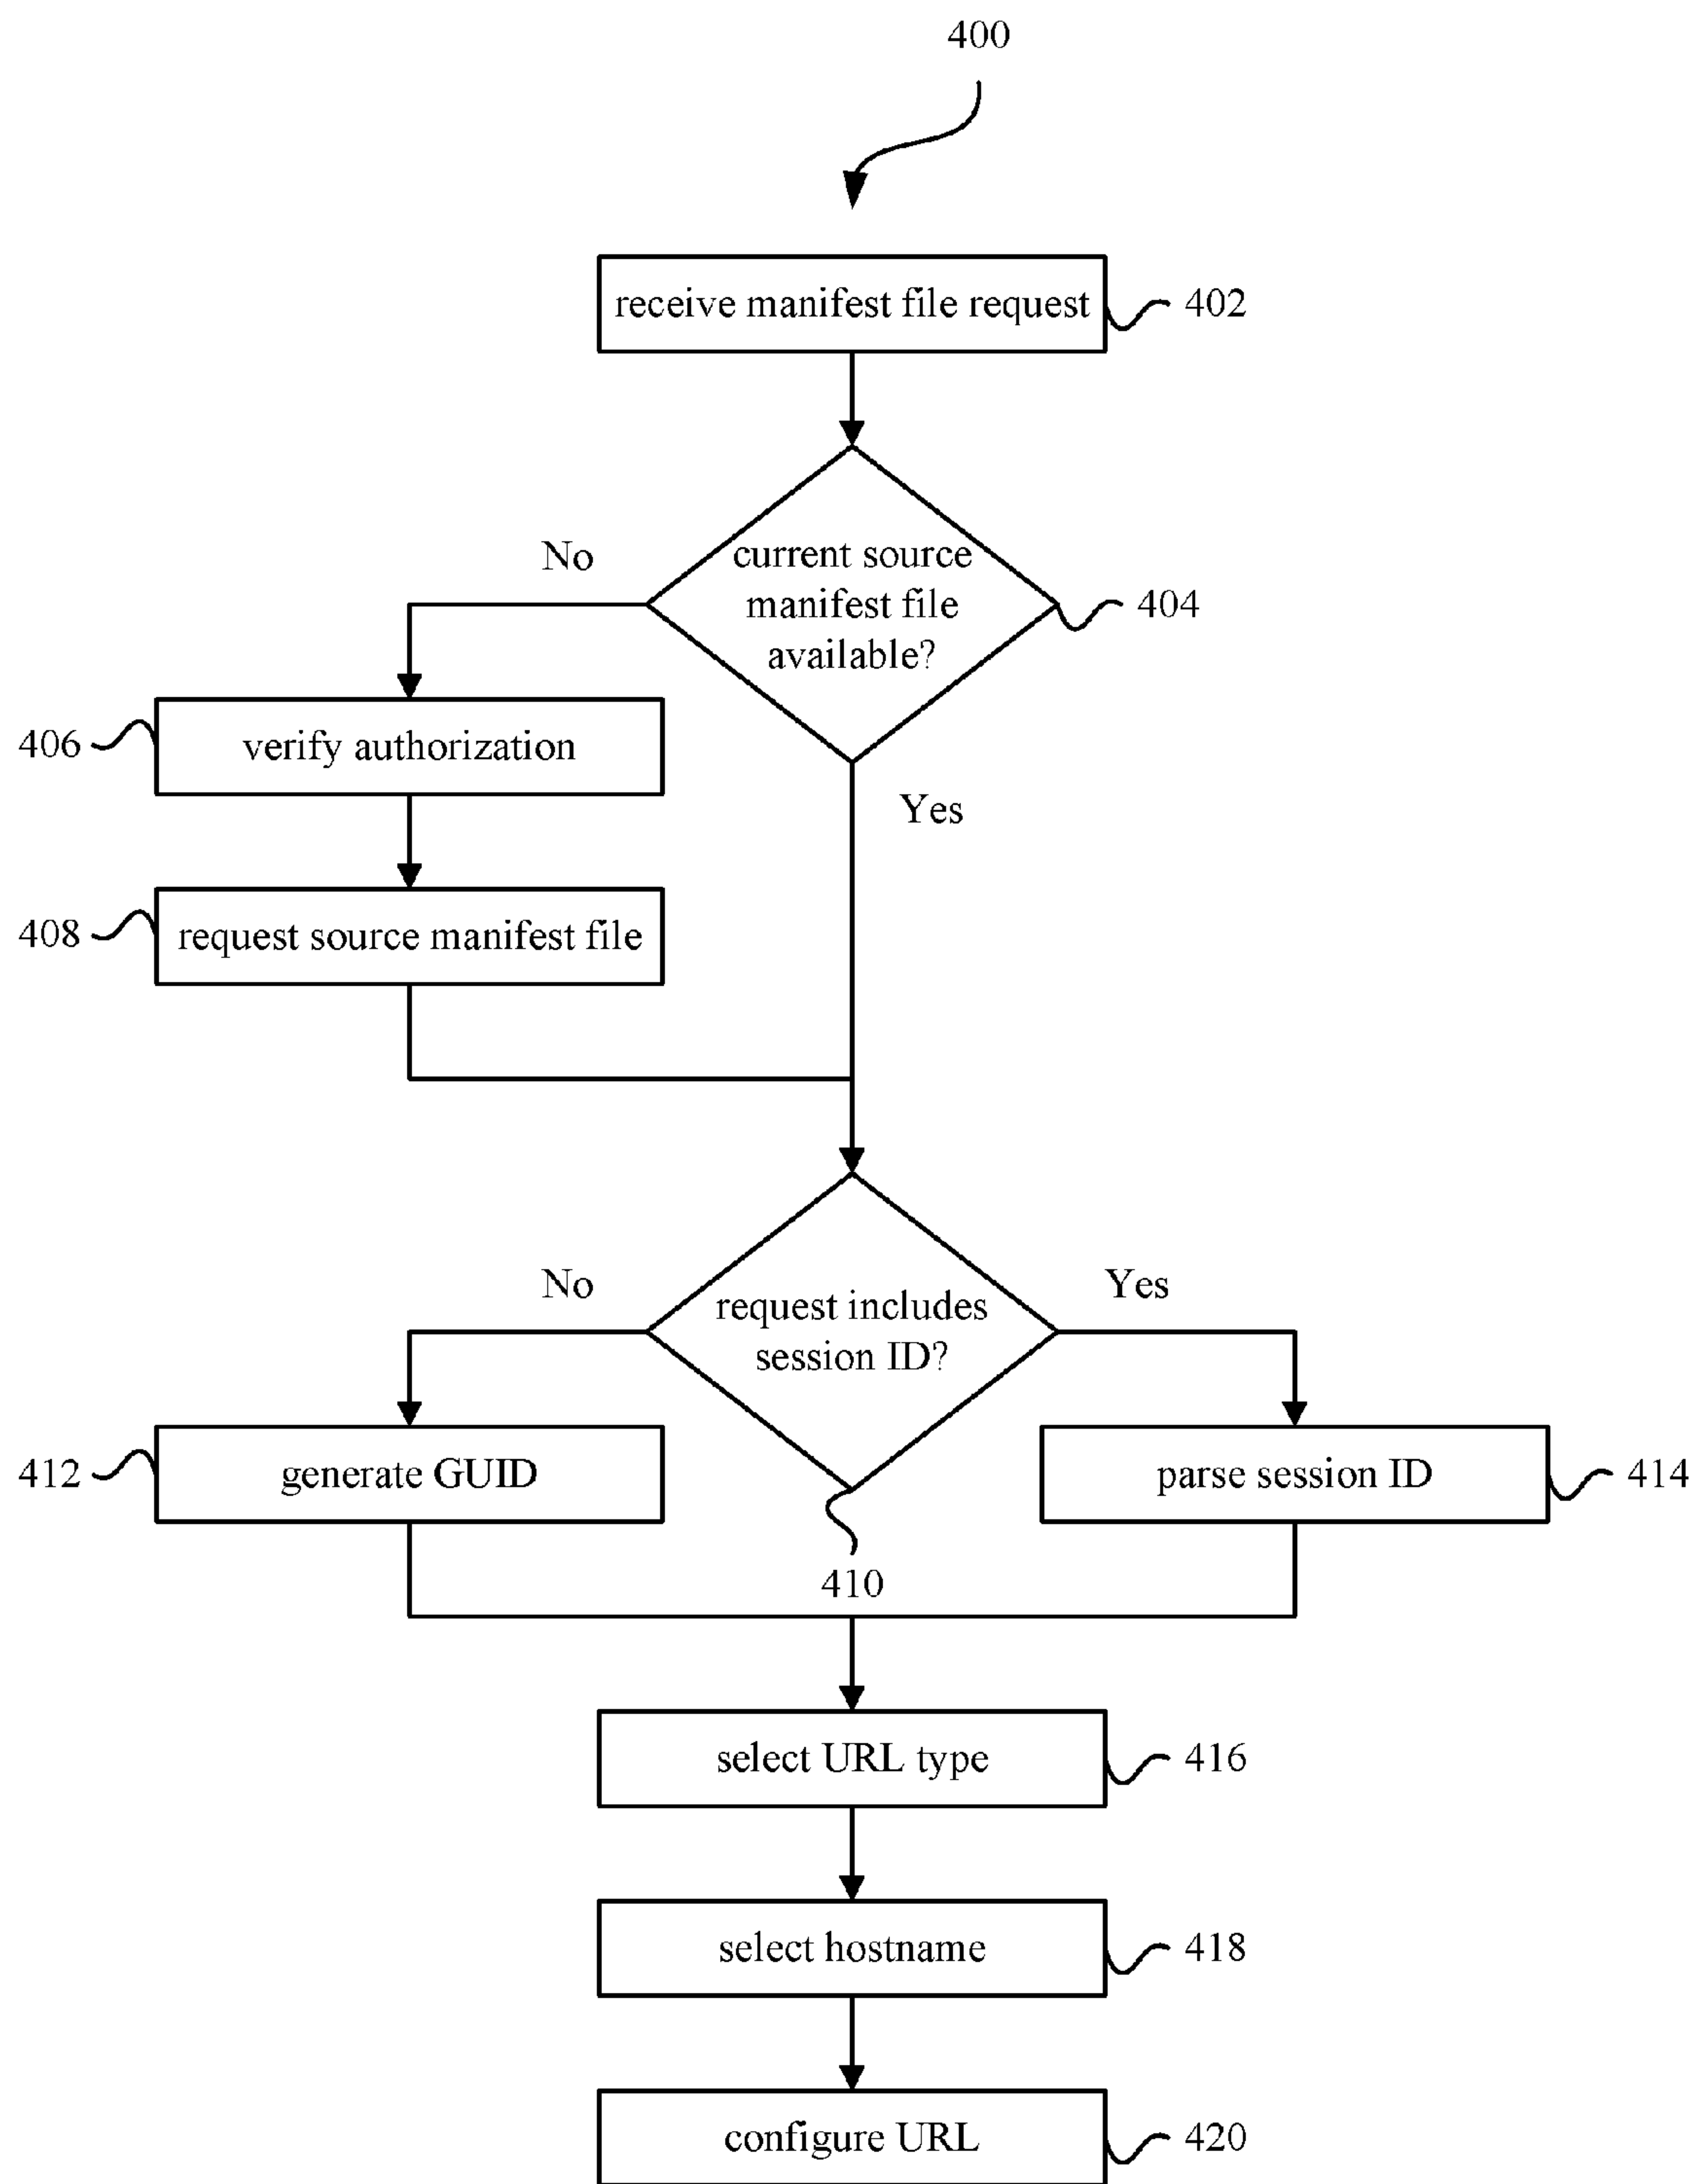 400
receive manifest file request
402
No
current source
manifest file
available?
404
406
verify authorization
Yes
408
request source manifest file
No
request includes
session ID?
Yes
412
generate GUID
parse session ID
414
410
select URL type
416
select hostname
418
configure URL
420